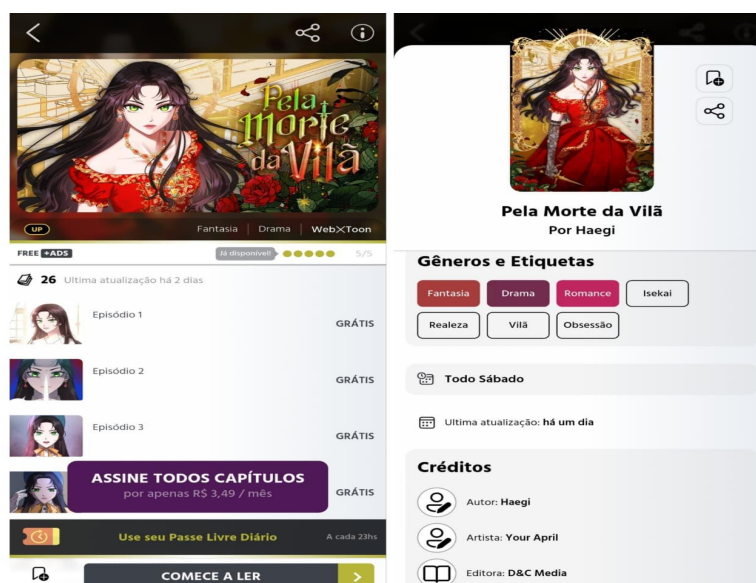 Pela
Morte
da Vilã
UP
Fantasia | Drama | WebXToon
FREE +ADS
Já disponível!
5/5
26 Ultima atualização há 2 dias
Episódio 1
GRÁTIS
Episódio 2
GRÁTIS
Episódio 3
GRÁTIS
ASSINE TODOS CAPÍTULOS
por apenas R$ 3,49 / mês
GRÁTIS
Use seu Passe Livre Diário
A cada 23hs
COMECE A LER
Pela Morte da Vilã
Por Haegi
Gêneros e Etiquetas
Fantasia Drama Romance Isekai
Realeza Vilã Obsessão
Todo Sábado
Ultima atualização: há um dia
Créditos
Autor: Haegi
Artista: Your April
Editora: D&C Media